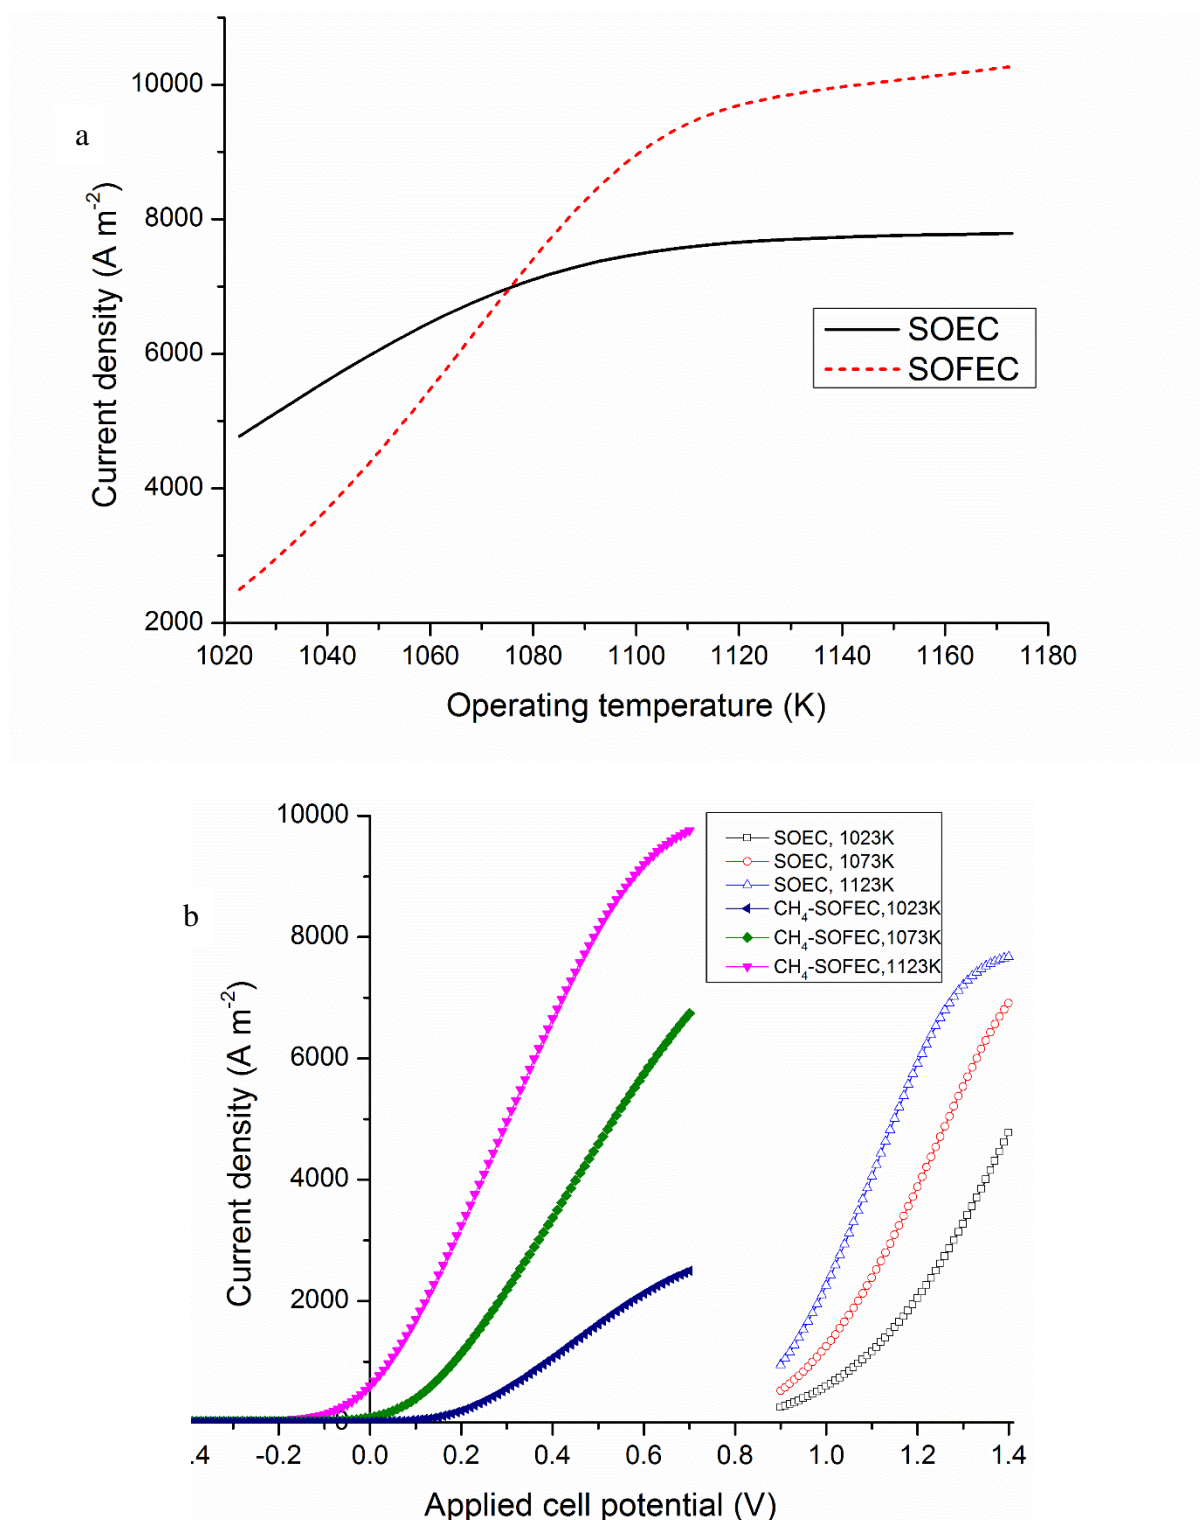 a
Current density (A m-2)
10000
8000
6000
4000
2000
SOEC
SOFEC
1020 1040 1060 1080 1100 1120 1140 1160 1180
Operating temperature (K)
b
Current density (A m-2)
10000
8000
6000
4000
2000
0
SOEC, 1023K
SOEC, 1073K
SOEC, 1123K
CH4-SOFEC,1023K
CH4-SOFEC,1073K
CH4-SOFEC,1123K
.4 -0.2 0.0 0.2 0.4 0.6 0.8 1.0 1.2 1.4
Applied cell potential (V)